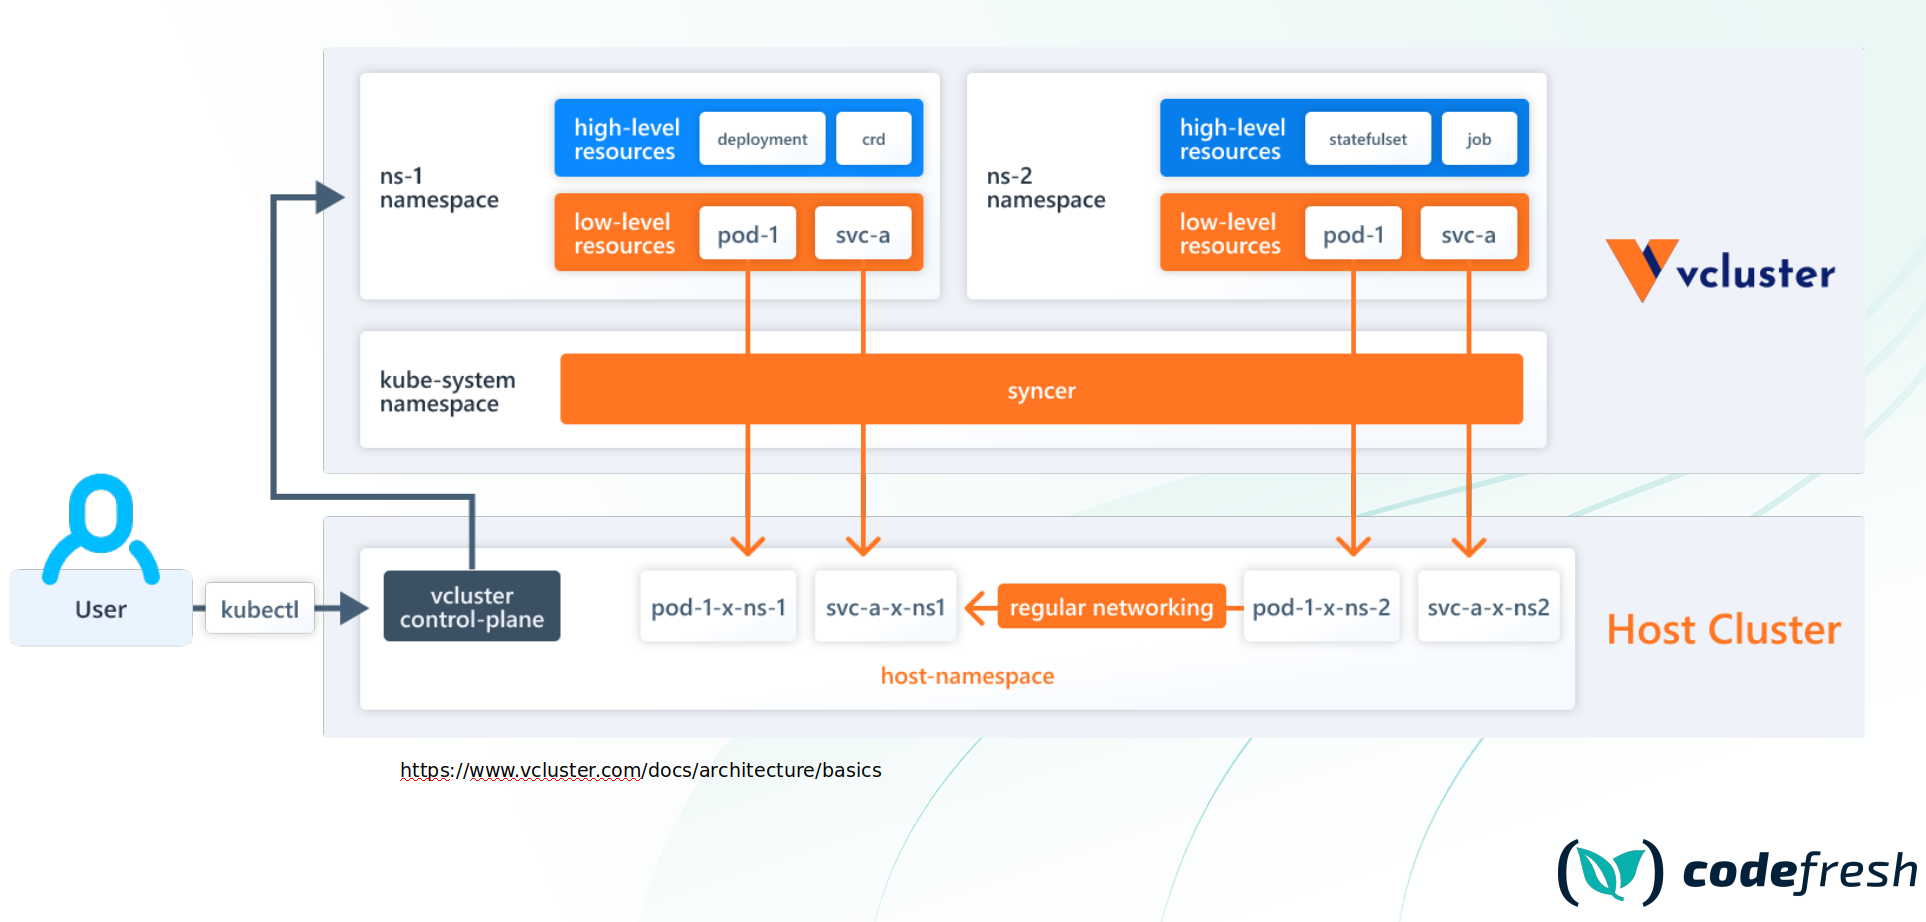 ns-1
namespace
high-level
resources
deployment
crd
low-level
resources
pod-1
svc-a
ns-2
namespace
high-level
resources
statefulset
job
low-level
resources
pod-1
svc-a
vcluster
kube-system
namespace
syncer
User
kubectl
vcluster
control-plane
pod-1-x-ns-1
svc-a-x-ns1
regular networking
pod-1-x-ns-2
svc-a-x-ns2
host-namespace
Host Cluster
https://www.vcluster.com/docs/architecture/basics
codefresh